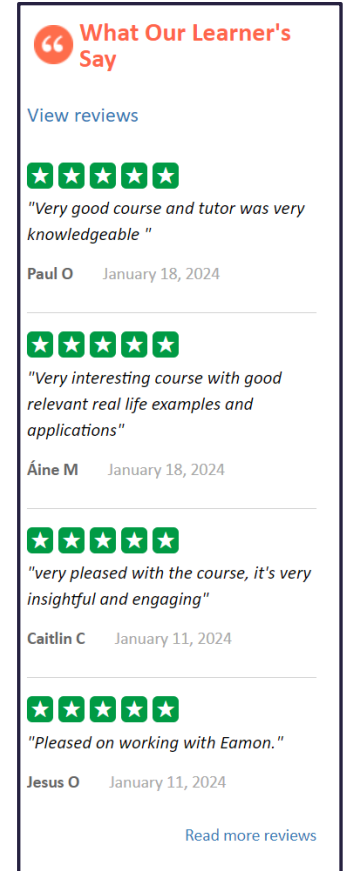 What Our Learner's
Say
View reviews
"Very good course and tutor was very
knowledgeable "
Paul O January 18, 2024
"Very interesting course with good
relevant real life examples and
applications"
Áine M January 18, 2024
"very pleased with the course, it's very
insightful and engaging"
Caitlin C January 11, 2024
"Pleased on working with Eamon."
Jesus O January 11, 2024
Read more reviews